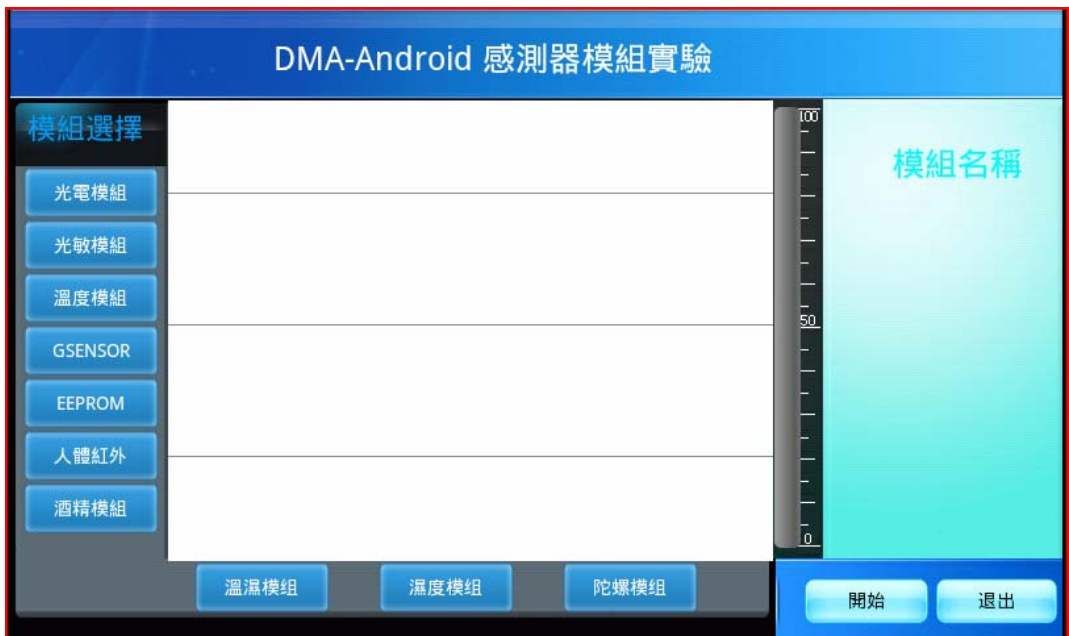 DMA-Android 感測器模組實驗
模組選擇
光電模組
光敏模組
溫度模組
GSENSOR
EEPROM
人體紅外
酒精模組
溫濕模组
濕度模组
陀螺模组
100
50
0
模組名稱
開始
退出